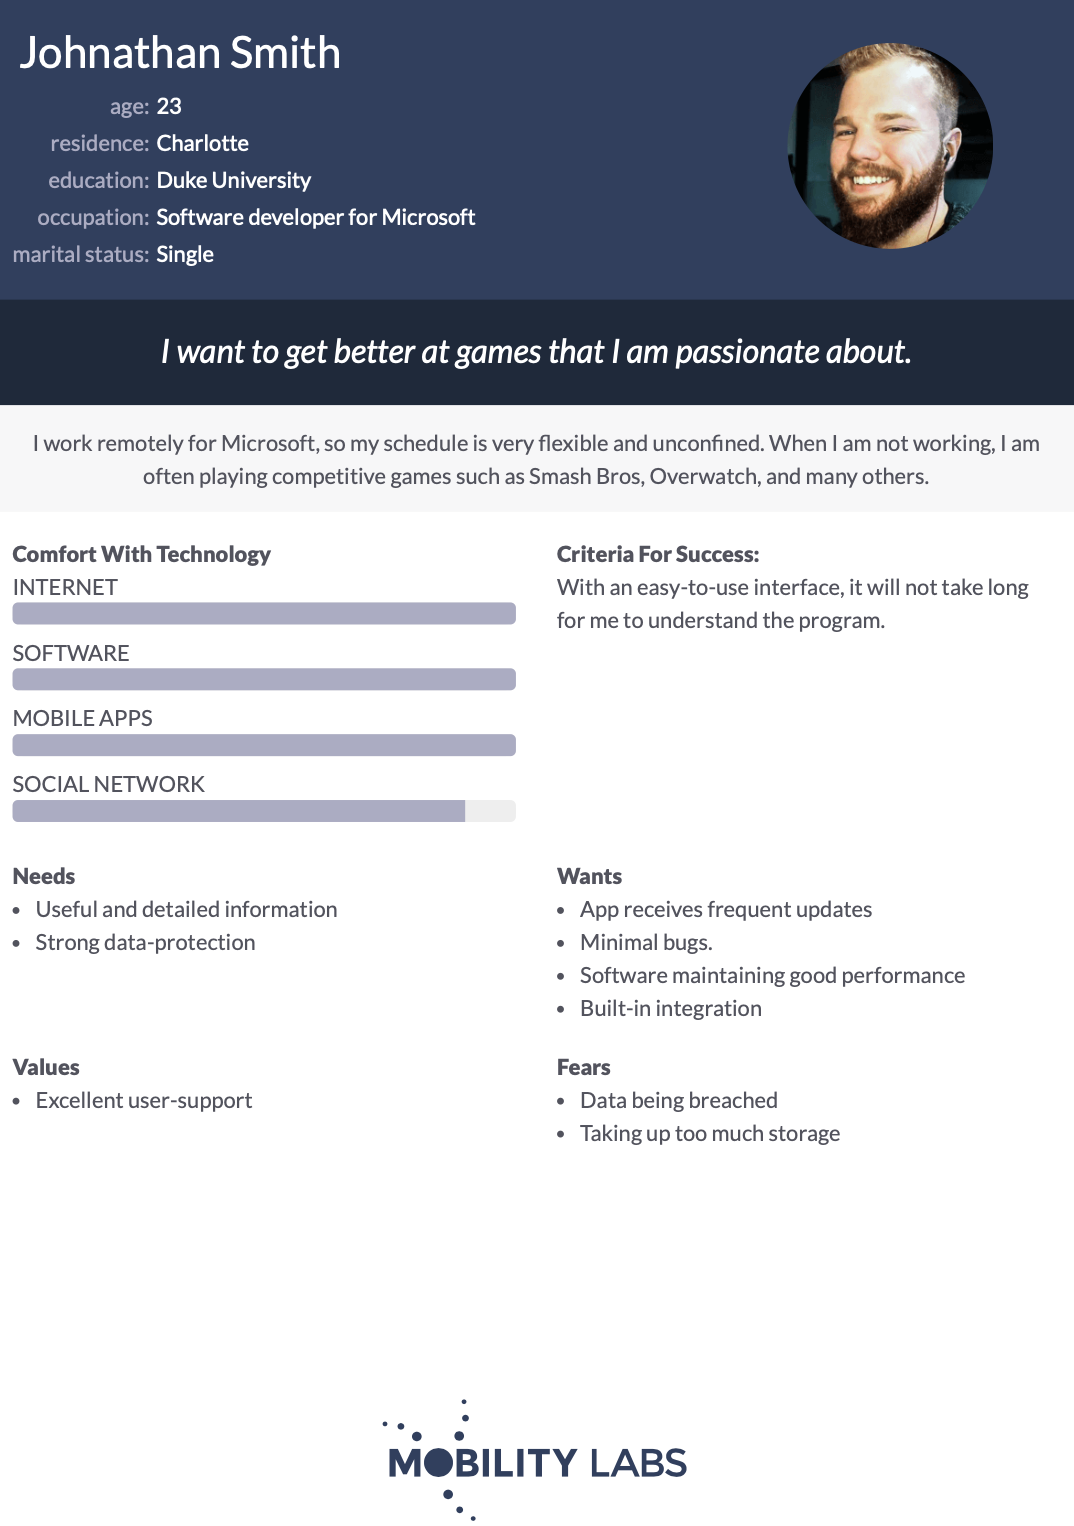 Johnathan Smith
age: 23
residence: Charlotte
education: Duke University
occupation: Software developer for Microsoft
marital status: Single
I want to get better at games that I am passionate about.
I work remotely for Microsoft, so my schedule is very flexible and unconfined. When I am not working, I am
often playing competitive games such as Smash Bros, Overwatch, and many others.
Comfort With Technology
INTERNET
SOFTWARE
MOBILE APPS
SOCIAL NETWORK
Criteria For Success:
With an easy-to-use interface, it will not take long
for me to understand the program.
Needs
• Useful and detailed information
• Strong data-protection
Wants
• App receives frequent updates
• Minimal bugs.
• Software maintaining good performance
• Built-in integration
Values
• Excellent user-support
Fears
• Data being breached
• Taking up too much storage
MOBILITY LABS